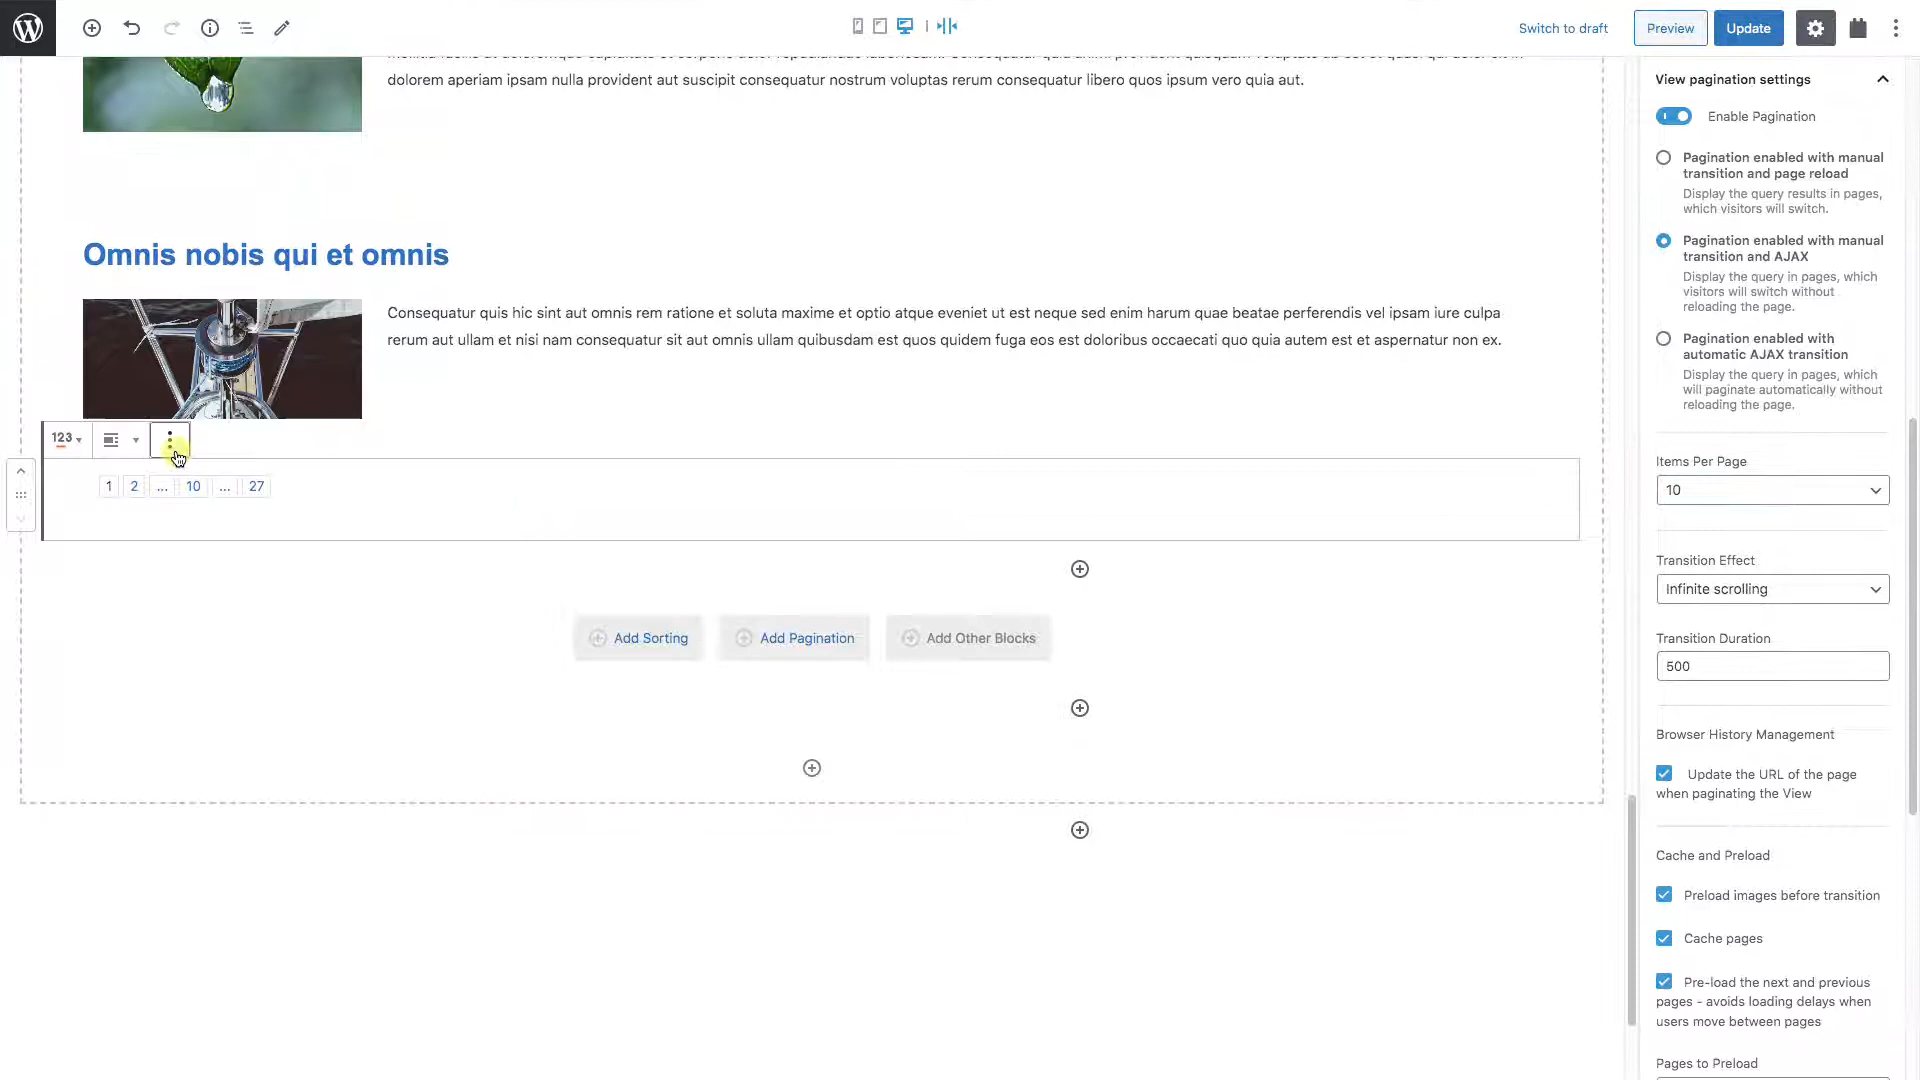 Switch to draft
Preview
Update
dolorem aperiam ipsam nulla provident aut suscipit consequatur nostrum voluptas rerum consequatur libero quos ipsum vero quia aut.
Omnis nobis qui et omnis
Consequatur quis hic sint aut omnis rem ratione et soluta maxime et optio atque eveniet ut est neque sed enim harum quae beatae perferendis vel ipsam iure culpa
rerum aut ullam et nisi nam consequatur sit aut omnis ullam quibusdam est quos quidem fuga eos est doloribus occaecati quo quia autem est et aspernatur non ex.
123
1 2 ... 10 ... 27
Add Sorting
Add Pagination
Add Other Blocks
View pagination settings
Enable Pagination
Pagination enabled with manual
transition and page reload
Display the query results in pages,
which visitors will switch.
Pagination enabled with manual
transition and AJAX
Display the query in pages, which
visitors will switch without
reloading the page.
Pagination enabled with
automatic AJAX transition
Display the query in pages, which
will paginate automatically without
reloading the page.
Items Per Page
10
Transition Effect
Infinite scrolling
Transition Duration
500
Browser History Management
Update the URL of the page
when paginating the View
Cache and Preload
Preload images before transition
Cache pages
Pre-load the next and previous
pages - avoids loading delays when
users move between pages
Pages to Preload